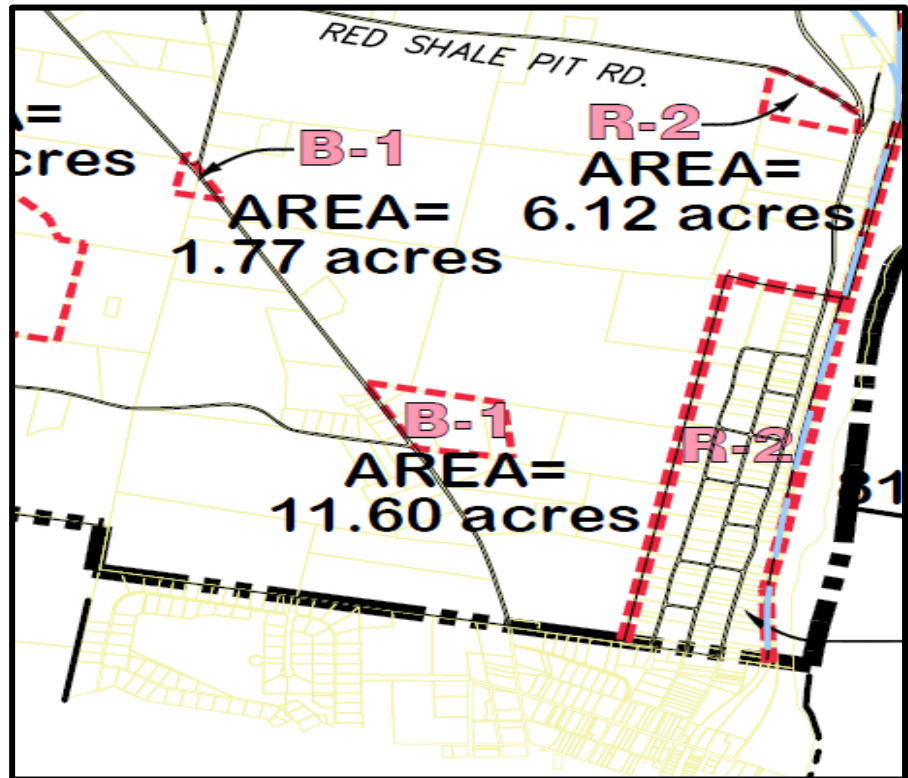 RED SHALE PIT RD.
A=
cres
B-1
AREA=
1.77 acres
R-2
AREA=
6.12 acres
B-1
AREA=
11.60 acres
R-2